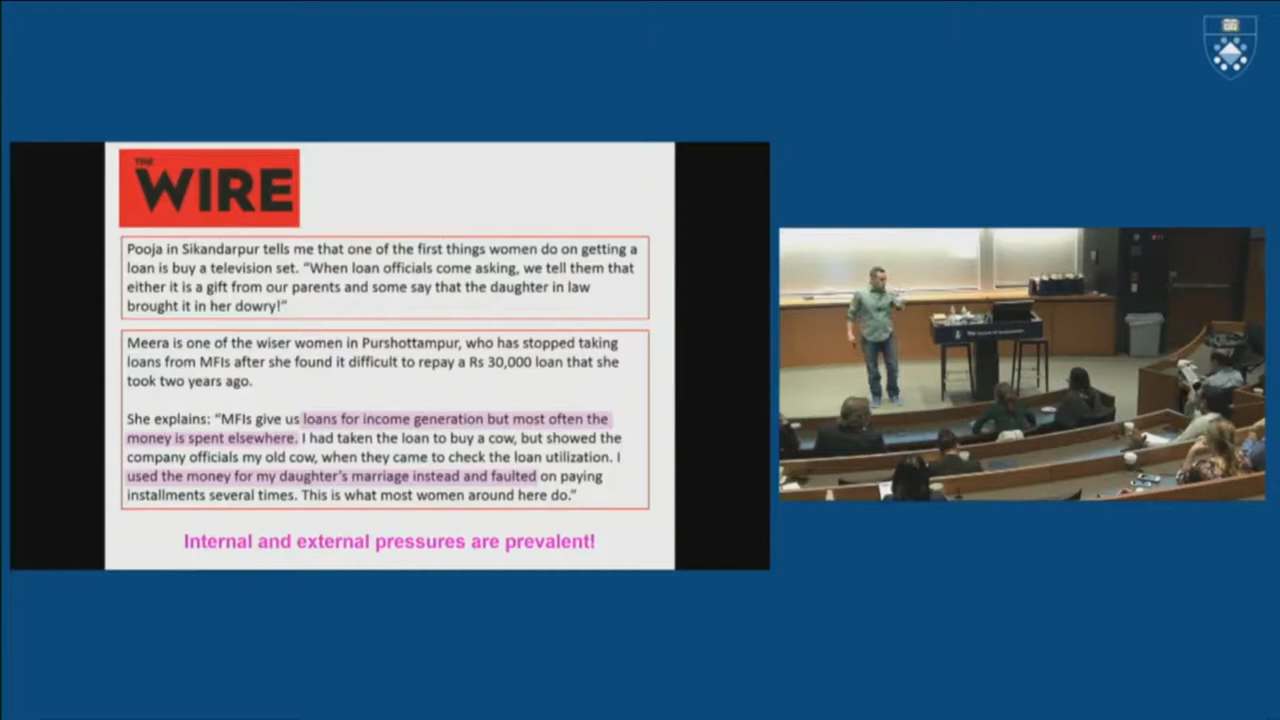 THE
WIRE
Pooja in Sikandarpur tells me that one of the first things women do on getting a
loan is buy a television set. “When loan officials come asking, we tell them that
either it is a gift from our parents and some say that the daughter in law
brought it in her dowry!“
Meera is one of the wiser women in Purshottampur, who has stopped taking
loans from MFIs after she found it difficult to repay a Rs 30,000 loan that she
took two years ago.
She explains: “MFIs give us loans for income generation but most often the
money is spent elsewhere. I had taken the loan to buy a cow, but showed the
company officials my old cow, when they came to check the loan utilization. I
used the money for my daughter’s marriage instead and faulted on paying
installments several times. This is what most women around here do.”
Internal and external pressures are prevalent!